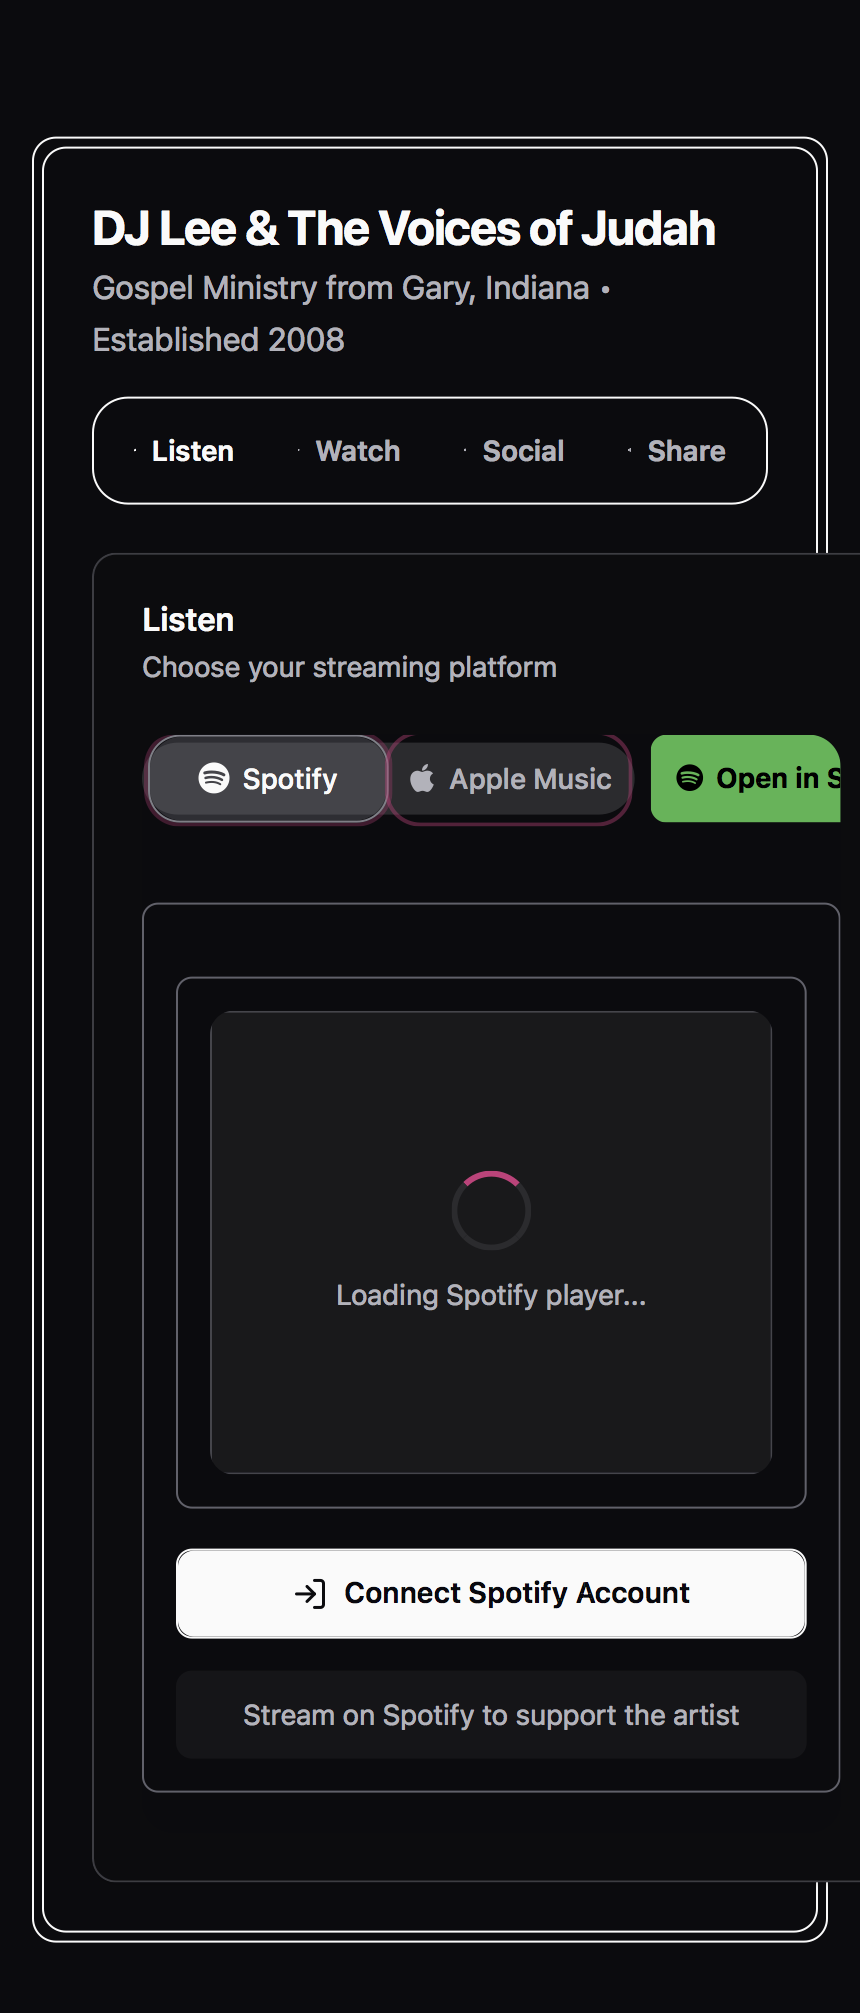 DJ Lee & The Voices of Judah
Gospel Ministry from Gary, Indiana •
Established 2008
Listen
Watch
Social
Share
Listen
Choose your streaming platform
Spotify
Apple Music
Open in S
Loading Spotify player...
Connect Spotify Account
Stream on Spotify to support the artist